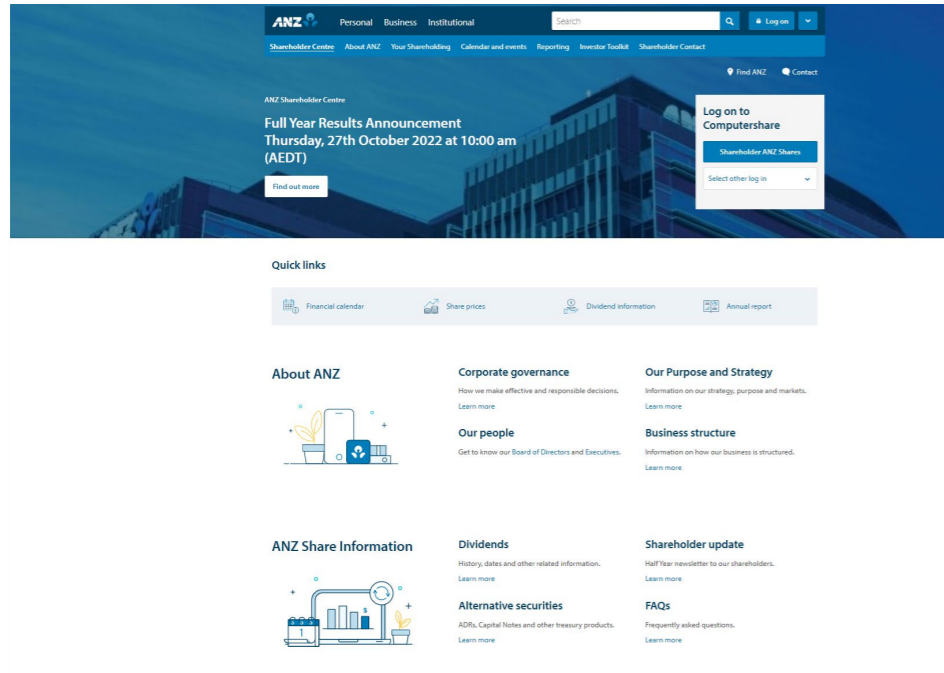 ANZ
Personal Business Institutional
Search
Log on
Shareholder Centre About ANZ Your Shareholding Calendar and events Reporting Investor Toolkit Shareholder Contact
Find ANZ Contact
ANZ Shareholder Centre
Full Year Results Announcement
Thursday, 27th October 2022 at 10:00 am
(AEDT)
Find out more
Log on to
Computershare
Shareholder ANZ Shares
Select other log in
Quick links
Financial calendar
Share prices
Dividend information
Annual report
About ANZ
Corporate governance
How we make effective and responsible decisions.
Learn more
Our Purpose and Strategy
Information on our strategy, purpose and markets.
Learn more
Our people
Get to know our Board of Directors and Executives.
Business structure
Information on how our business is structured.
Learn more
ANZ Share Information
1
$
Dividends
History, dates and other related information.
Learn more
Shareholder update
Half Year newsletter to our shareholders.
Learn more
Alternative securities
ADRs, Capital Notes and other treasury products.
Learn more
FAQs
Frequently asked questions.
Learn more